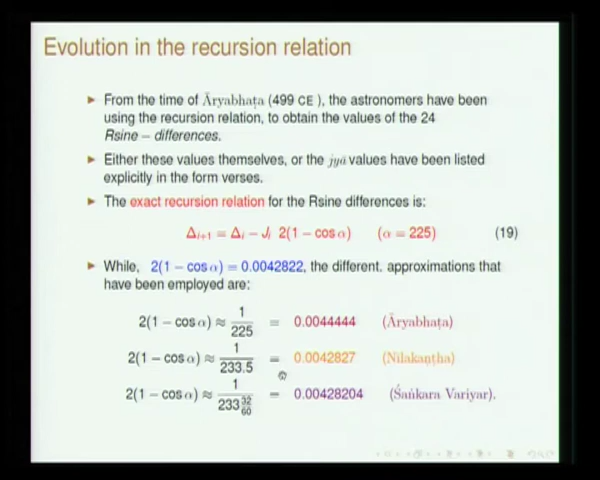 Evolution in the recursion relation
► From the time of Āryabhaṭa (499 CE ), the astronomers have been
using the recursion relation, to obtain the values of the 24
Rsine − differences.
► Either these values themselves, or the jyā values have been listed
explicitly in the form verses.
► The exact recursion relation for the Rsine differences is:
Δᵢ₊₁ = Δᵢ − Jᵢ 2(1 − cos α) (α = 225) (19)
► While, 2(1 − cos α) = 0.0042822, the different, approximations that
have been employed are:
2(1 − cos α) ≈ 1/225 = 0.0044444 (Āryabhaṭa)
2(1 − cos α) ≈ 1/233.5 = 0.0042827 (Nīlakaṇṭha)
2(1 − cos α) ≈ 1/233 32/60 = 0.00428204 (Śaṅkara Variyar).